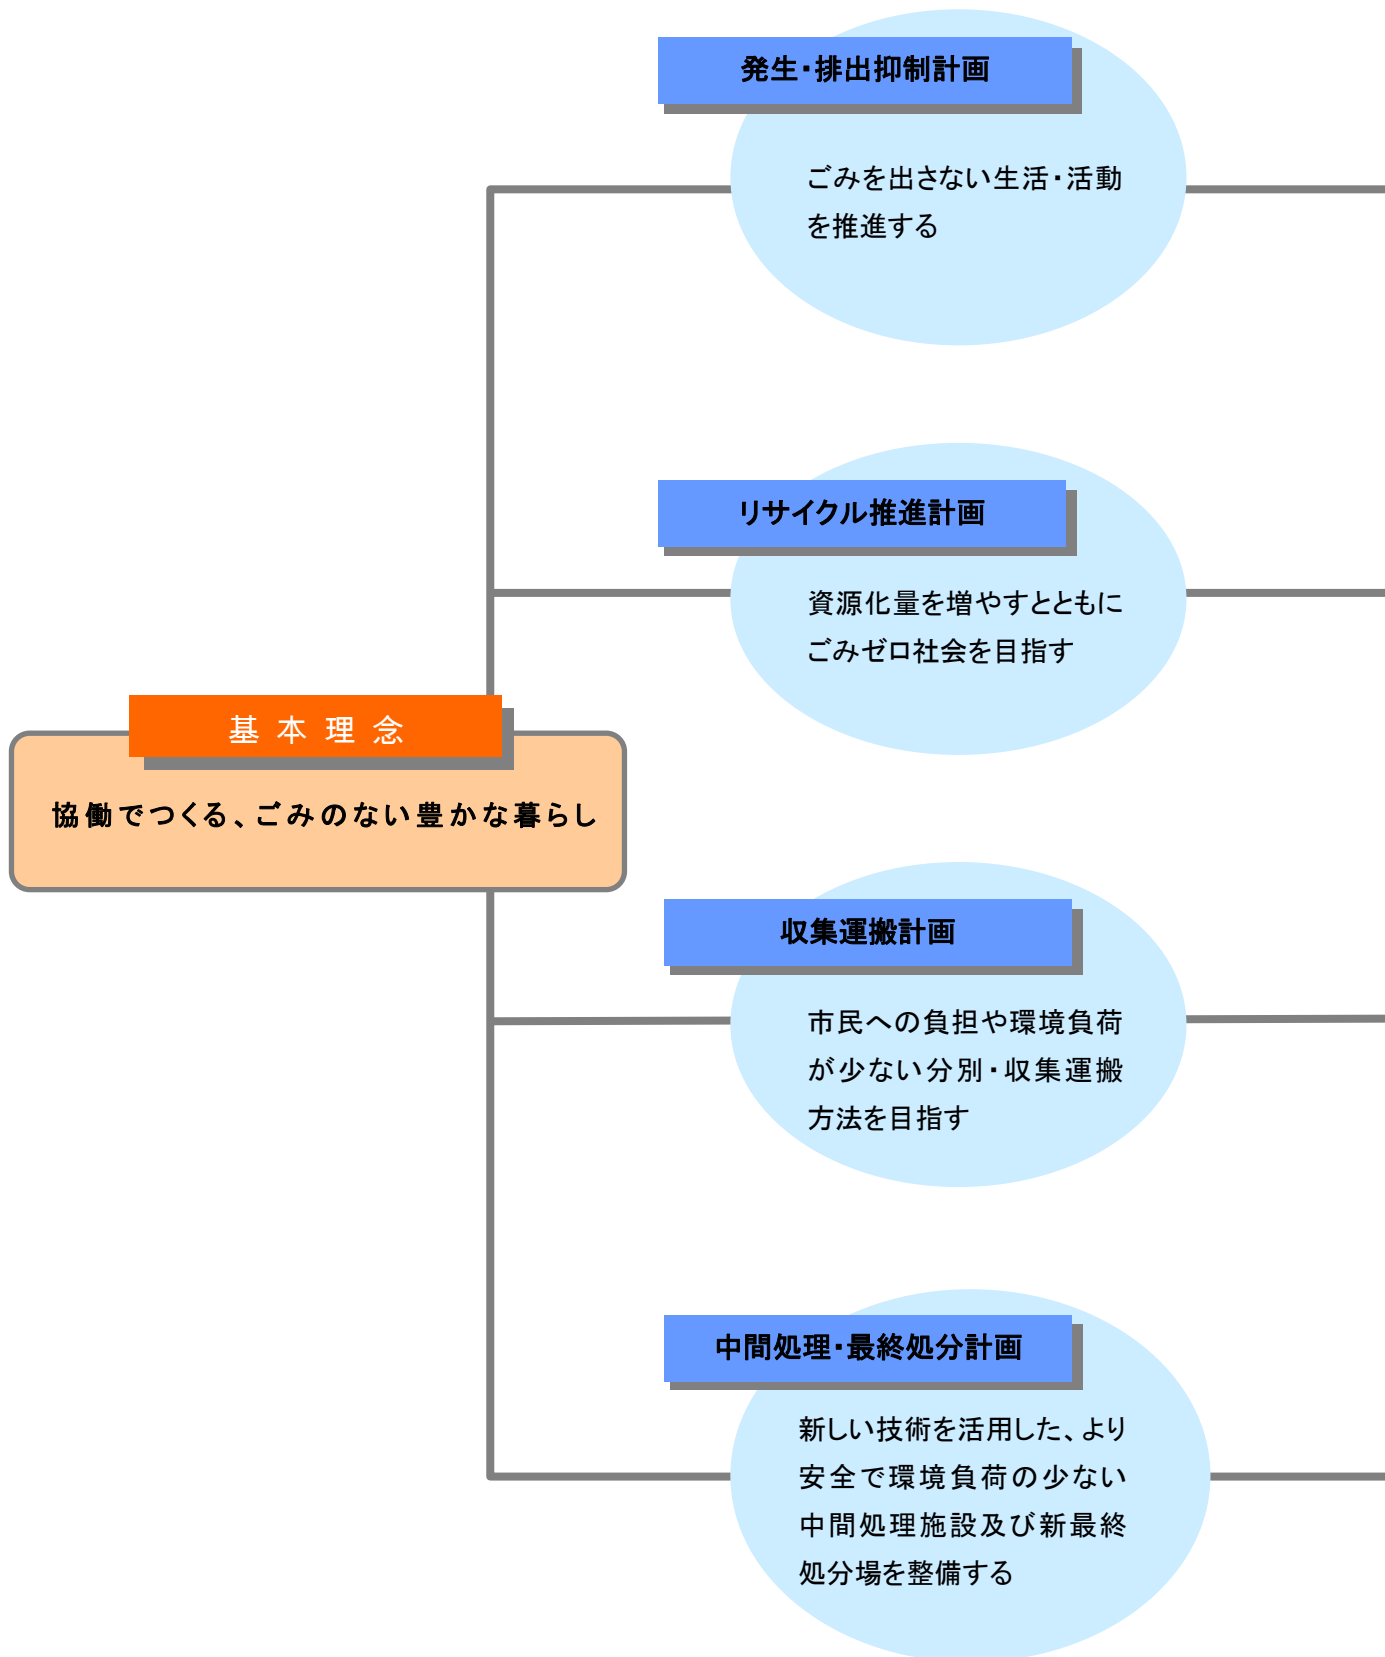 発生・排出抑制計画
ごみを出さない生活・活動
を推進する
リサイクル推進計画
資源化量を増やすとともに
ごみゼロ社会を目指す
基本理念
協働でつくる、ごみのない豊かな暮らし
収集運搬計画
市民への負担や環境負荷
が少ない分別・収集運搬
方法を目指す
中間処理・最終処分計画
新しい技術を活用した、より
安全で環境負荷の少ない
中間処理施設及び新最終
処分場を整備する